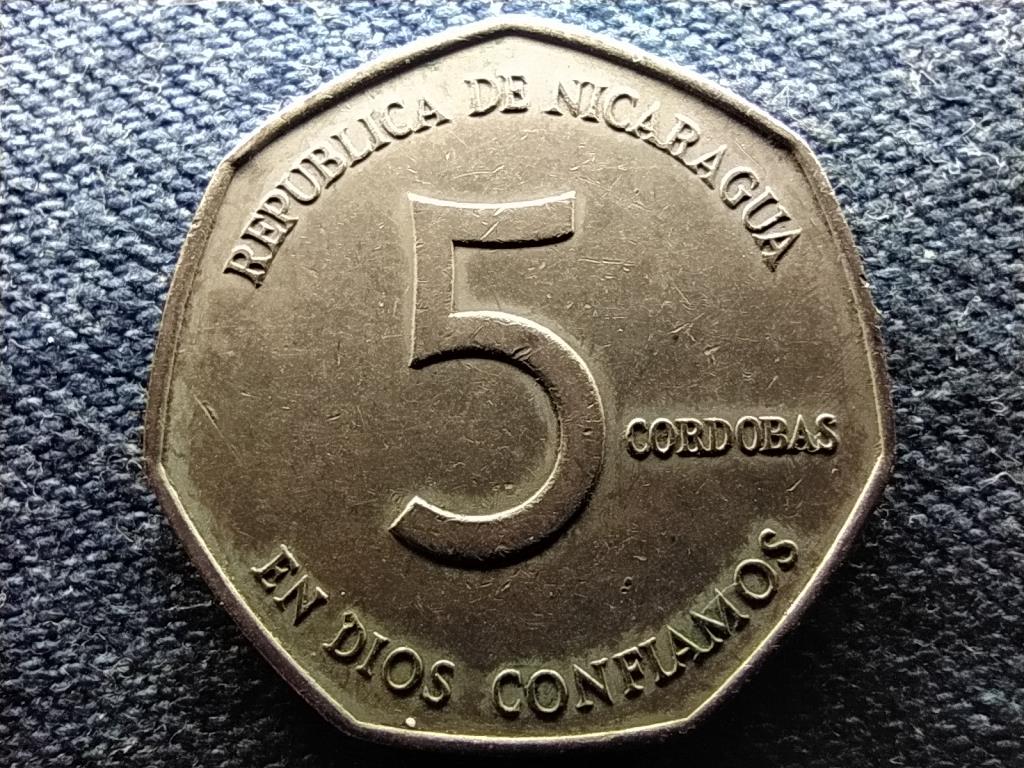 REPUBLICA DE NICARAGUA
5
CORDOBAS
EN DIOS CONFIAMOS